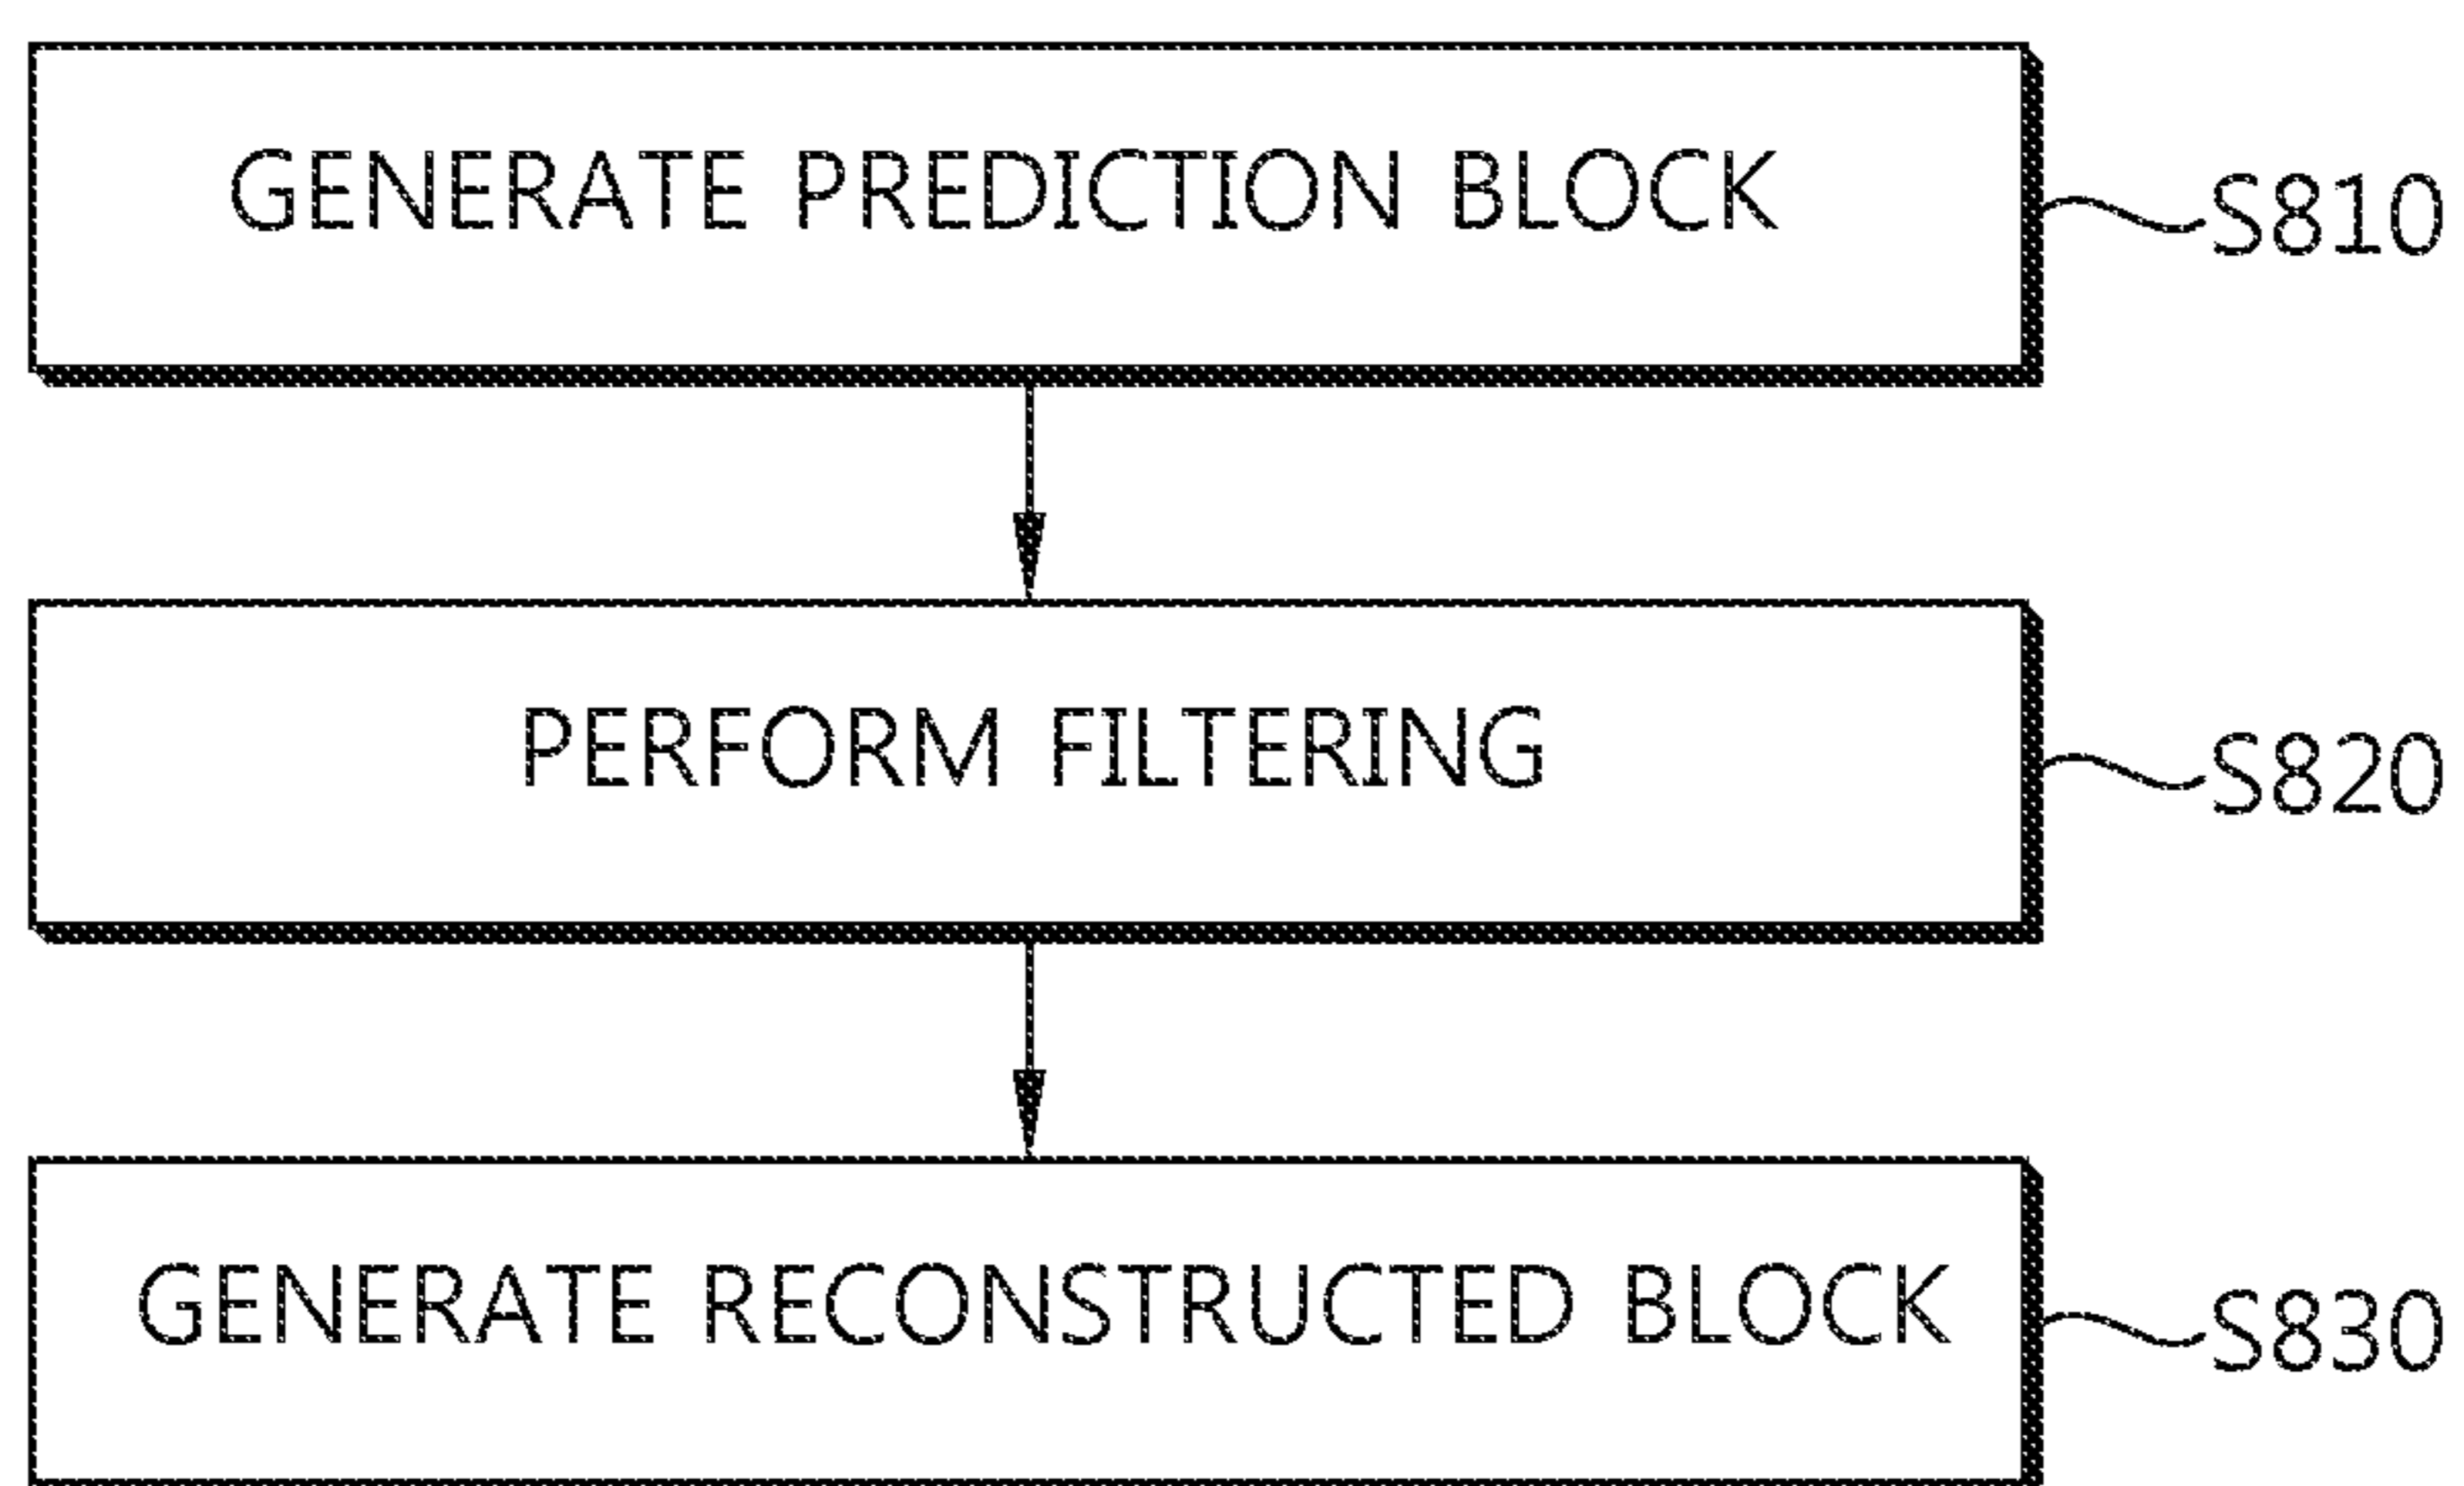 GENERATE PREDICTION BLOCK
S810
PERFORM FILTERING
S820
GENERATE RECONSTRUCTED BLOCK
S830